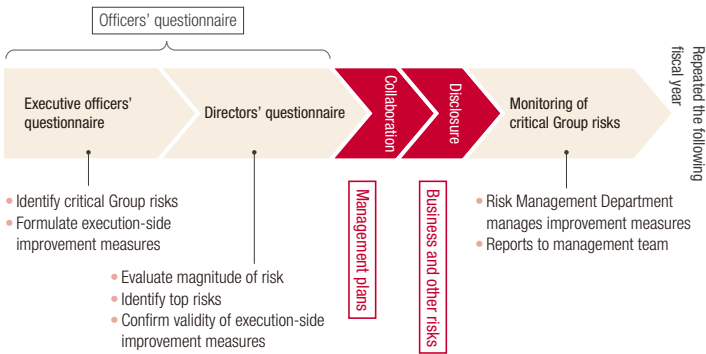 Officers’ questionnaire
Executive officers’
questionnaire
Directors’ questionnaire
Collaboration
Disclosure
Monitoring of
critical Group risks
Repeated the following
fiscal year
• Identify critical Group risks
• Formulate execution-side
improvement measures
• Evaluate magnitude of risk
• Identify top risks
• Confirm validity of execution-side
improvement measures
Management plans
Business and other risks
• Risk Management Department
manages improvement measures
• Reports to management team